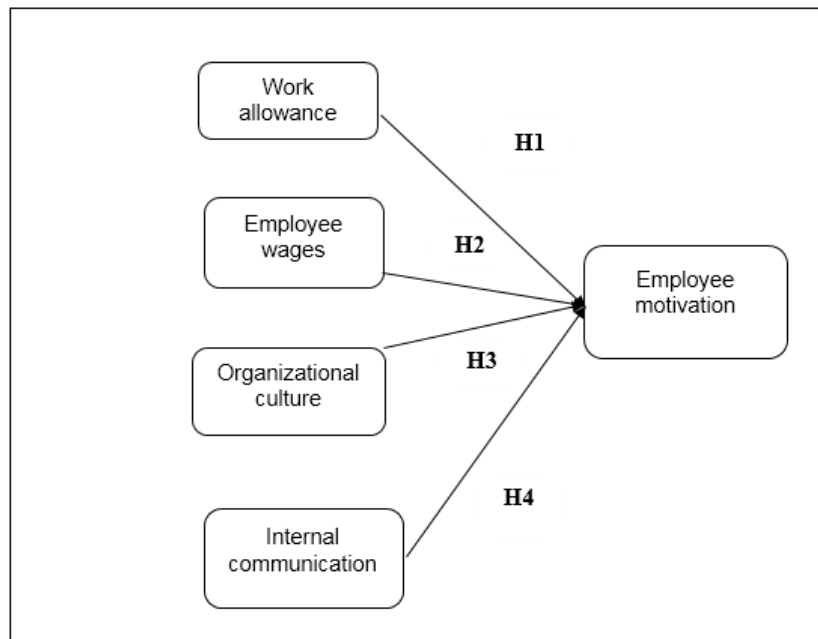 Work
allowance
H1
Employee
wages
H2
Employee
motivation
Organizational
culture
H3
Internal
communication
H4